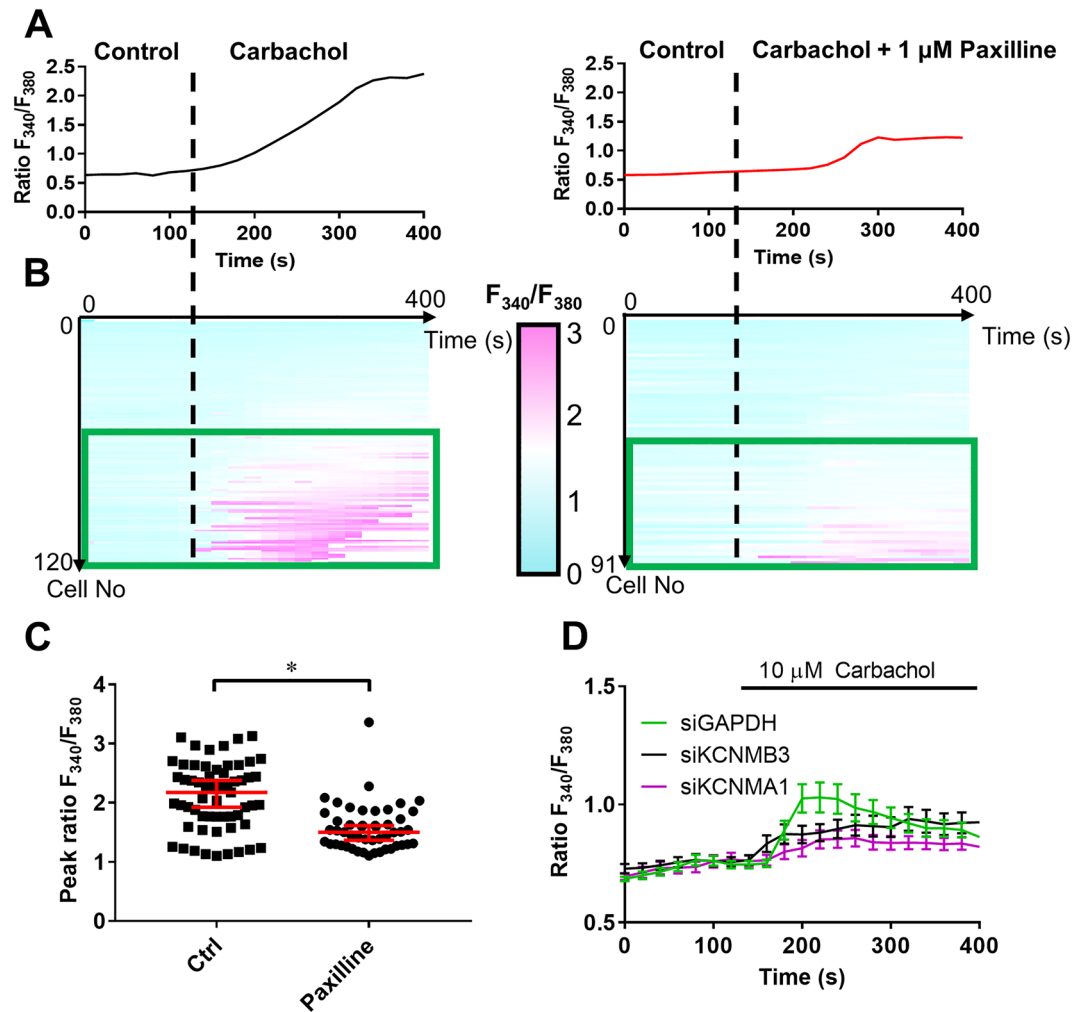 A
Control Carbachol
Control Carbachol + 1 µM Paxilline
Ratio F340/F380
2.5
2.0
1.5
1.0
0.5
0.0
0 100 200 300 400
Time (s)
Ratio F340/F380
2.5
2.0
1.5
1.0
0.5
0.0
0 100 200 300 400
Time (s)
B
0 400
Time (s)
0
120
Cell No
F340/F380
3
2
1
0
0 400
Time (s)
0
91
Cell No
C
Peak ratio F340/F380
4
3
2
1
0
*
Ctrl
Paxilline
D
10 µM Carbachol
siGAPDH
siKCNMB3
siKCNMA1
Ratio F340/F380
1.5
1.0
0.5
0 100 200 300 400
Time (s)